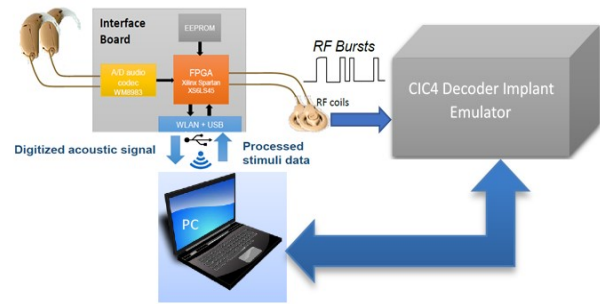 Interface
Board
EEPROM
A/D audio
codec
WM8983
FPGA
Xilinx Spartan
XS6LS45
WLAN + USB
RF Bursts
RF coils
CIC4 Decoder Implant
Emulator
Digitized acoustic signal
Processed
stimuli data
PC